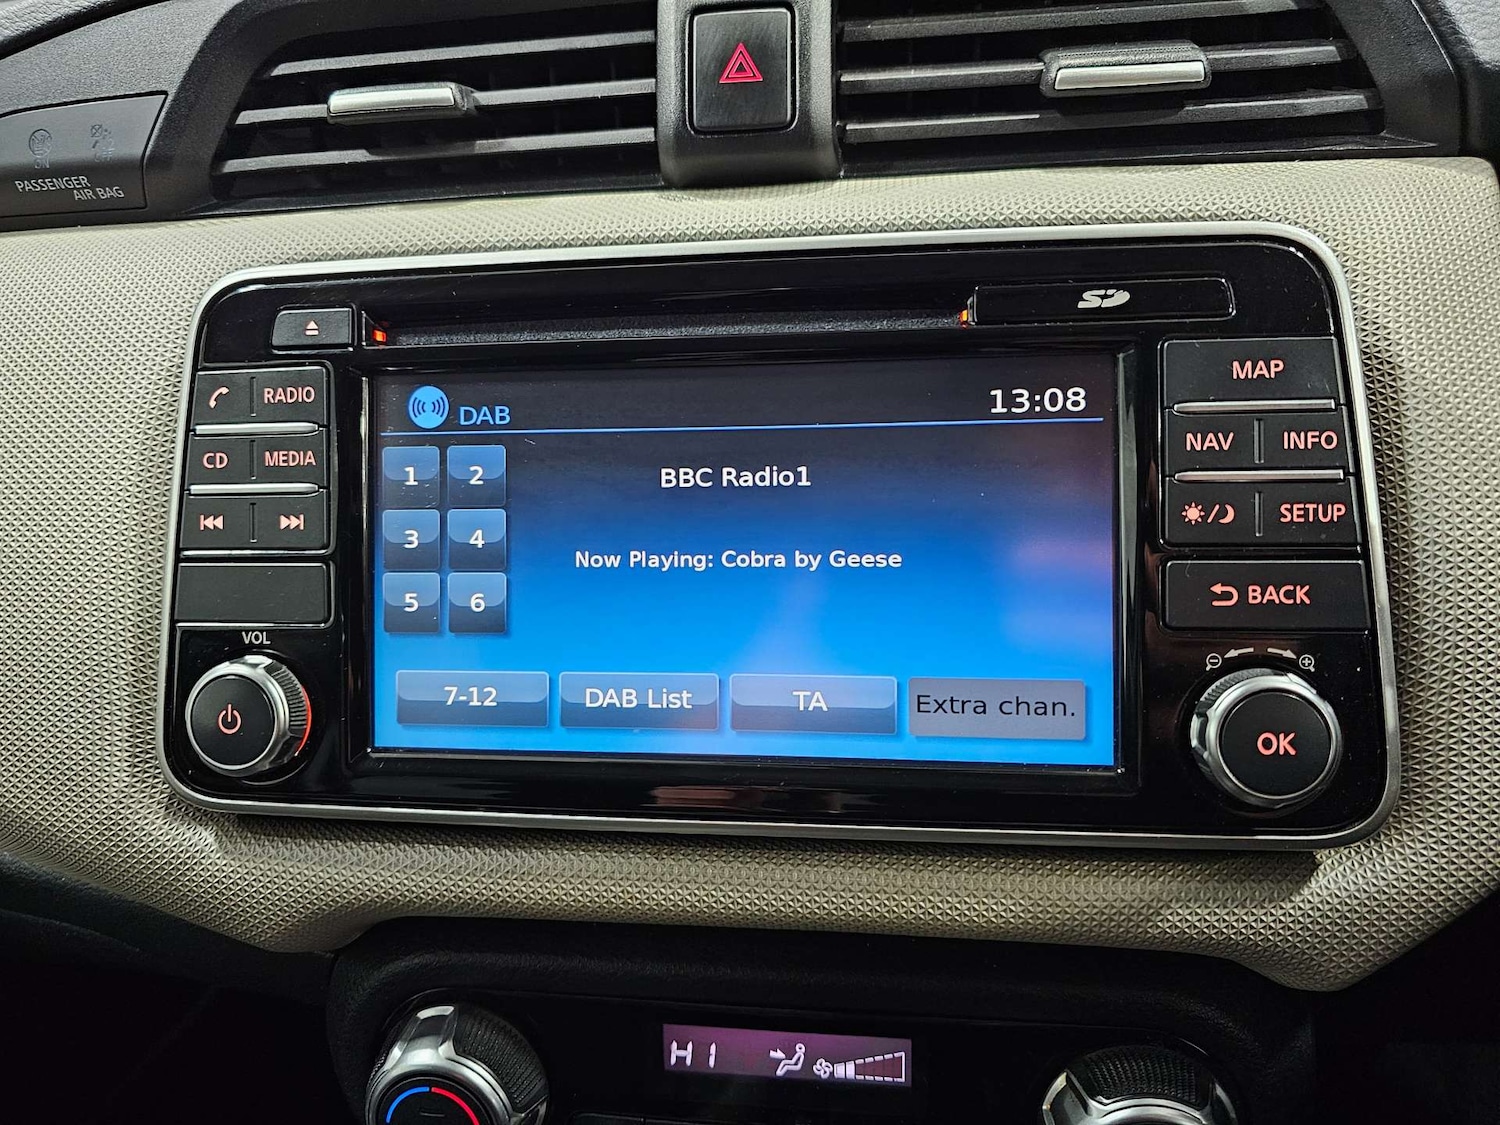 PASSENGER
AIR BAG
SD
RADIO
CD
MEDIA
VOL
DAB
13:08
1
2
3
4
5
6
BBC Radio1
Now Playing: Cobra by Geese
7-12
DAB List
TA
Extra chan.
MAP
NAV
INFO
SETUP
BACK
OK
HI